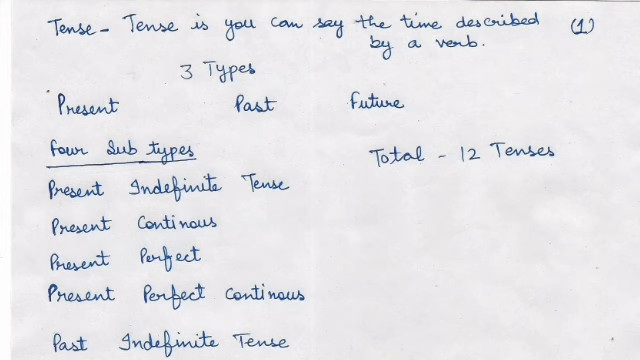 Tense - Tense is you can say the time described (1)
by a verb.
3 Types
Present Past Future
Four Sub types
Total - 12 Tenses
Present Indefinite Tense
Present Continous
Present Perfect
Present Perfect Continous
Past Indefinite Tense